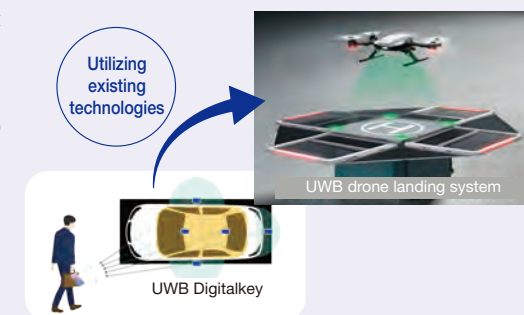 Utilizing
existing
technologies
UWB drone landing system
UWB Digitalkey